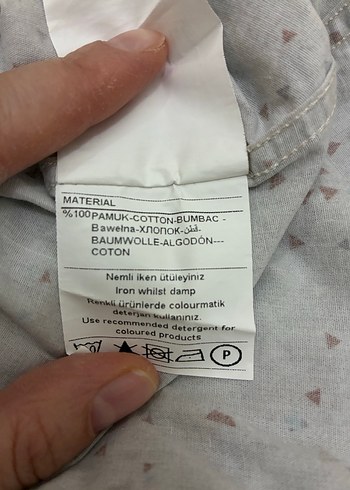 MATERIAL
%100 PAMUK-COTTON-BUMBAC -
Bawełna-ХЛОПОК-قطن.
BAUMWOLLE-ALGODÓN---
COTON
Nemli iken ütüleyiniz
Iron whilst damp
Renkli ürünlerde colourmatik
deterjan kullanınız.
Use recommended detergent for
coloured products
P